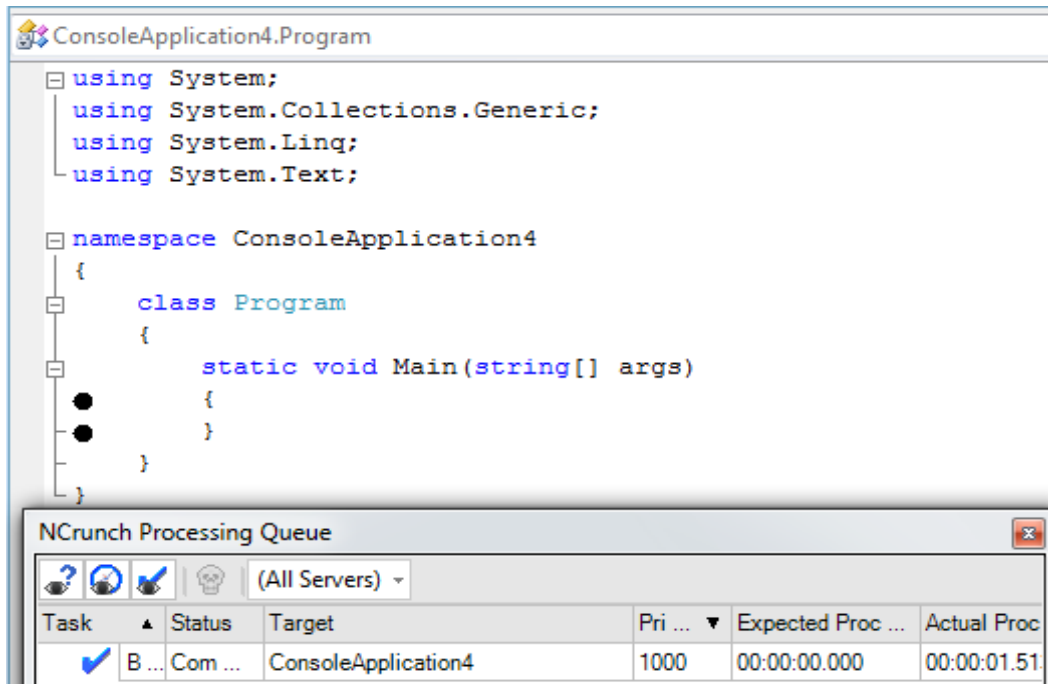 ConsoleApplication4.Program
using System;
using System.Collections.Generic;
using System.Linq;
using System.Text;
namespace ConsoleApplication4
{
class Program
{
static void Main(string[] args)
{
}
}
}
NCrunch Processing Queue
(All Servers)
Task Status Target Pri ... Expected Proc ... Actual Proc
B ... Com ... ConsoleApplication4 1000 00:00:00.000 00:00:01.51